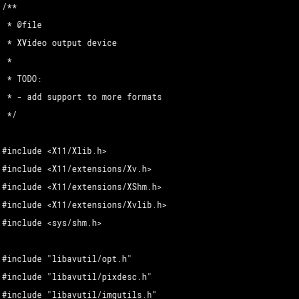 /**
 * @file
 * XVideo output device
 *
 * TODO:
 * - add support to more formats
 */

#include <X11/Xlib.h>
#include <X11/extensions/Xv.h>
#include <X11/extensions/XShm.h>
#include <X11/extensions/Xvlib.h>
#include <sys/shm.h>

#include "libavutil/opt.h"
#include "libavutil/pixdesc.h"
#include "libavutil/imgutils.h"